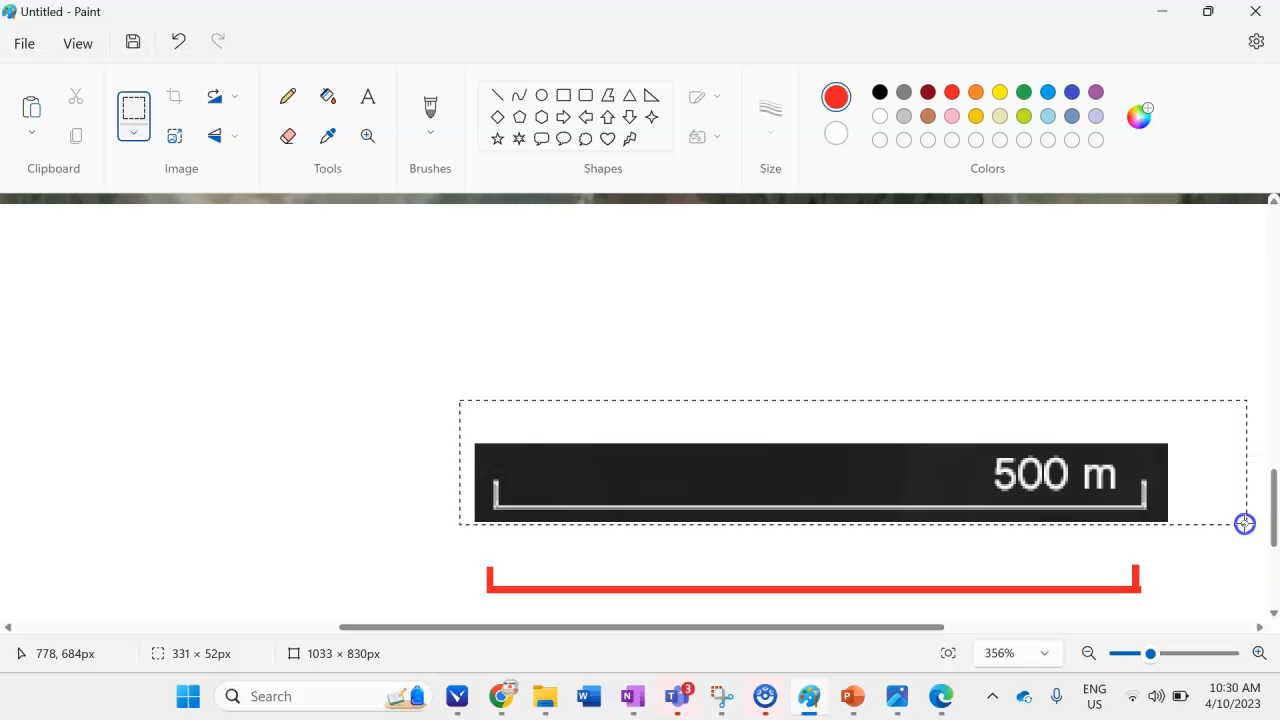 Untitled - Paint
File
View
Clipboard
Image
Tools
Brushes
Shapes
Size
Colors
500 m
778, 684px
331 × 52px
1033 × 830px
356%
Search
3
ENG
US
10:30 AM
4/10/2023